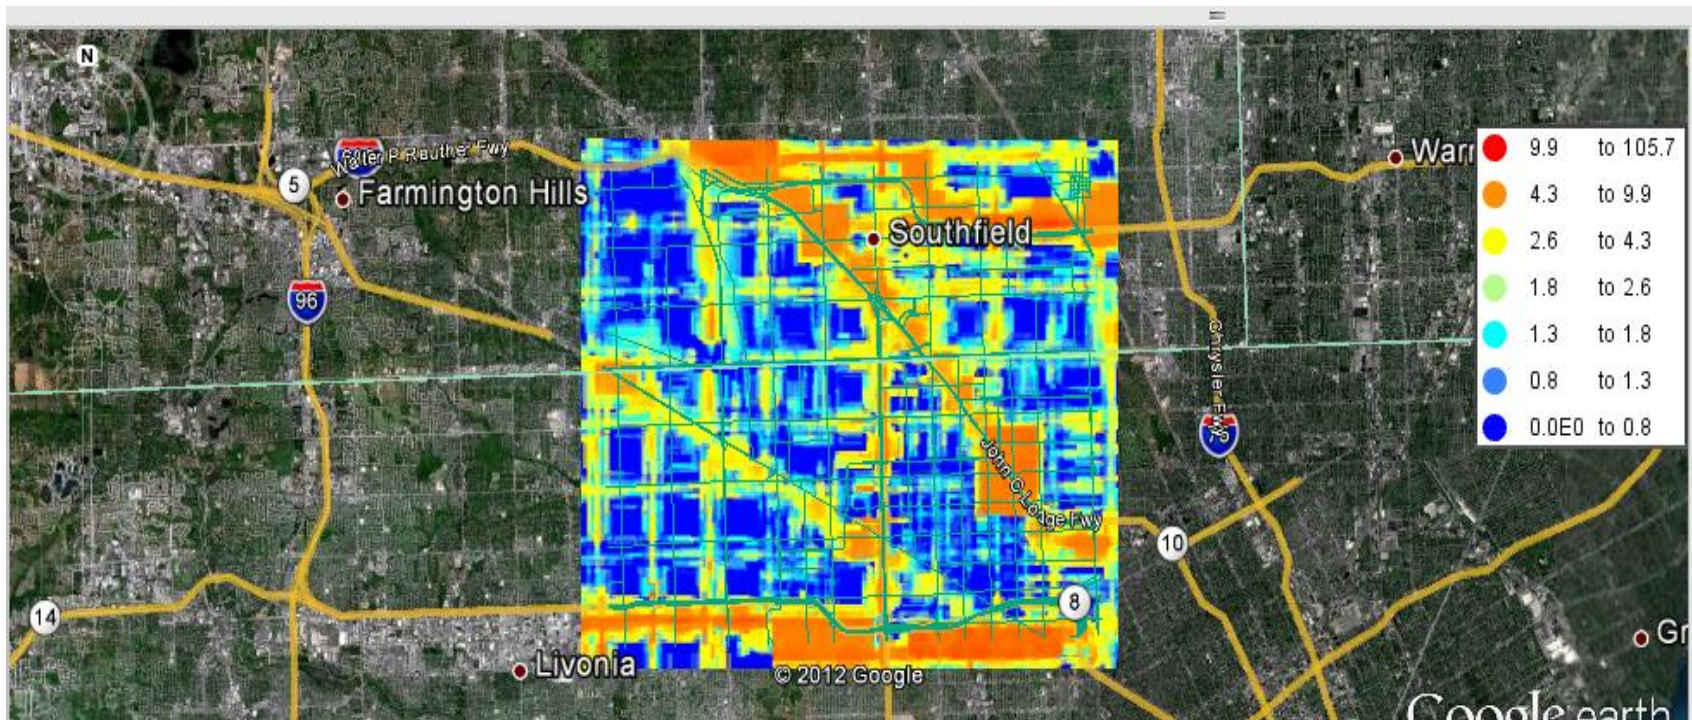 N
Walter P Reuther Fwy
5
Farmington Hills
96
14
Livonia
Southfield
John C Lodge Fwy
8
10
Chrysler Fwy
Warr
9.9 to 105.7
4.3 to 9.9
2.6 to 4.3
1.8 to 2.6
1.3 to 1.8
0.8 to 1.3
0.0E0 to 0.8
Gr
© 2012 Google
Google earth